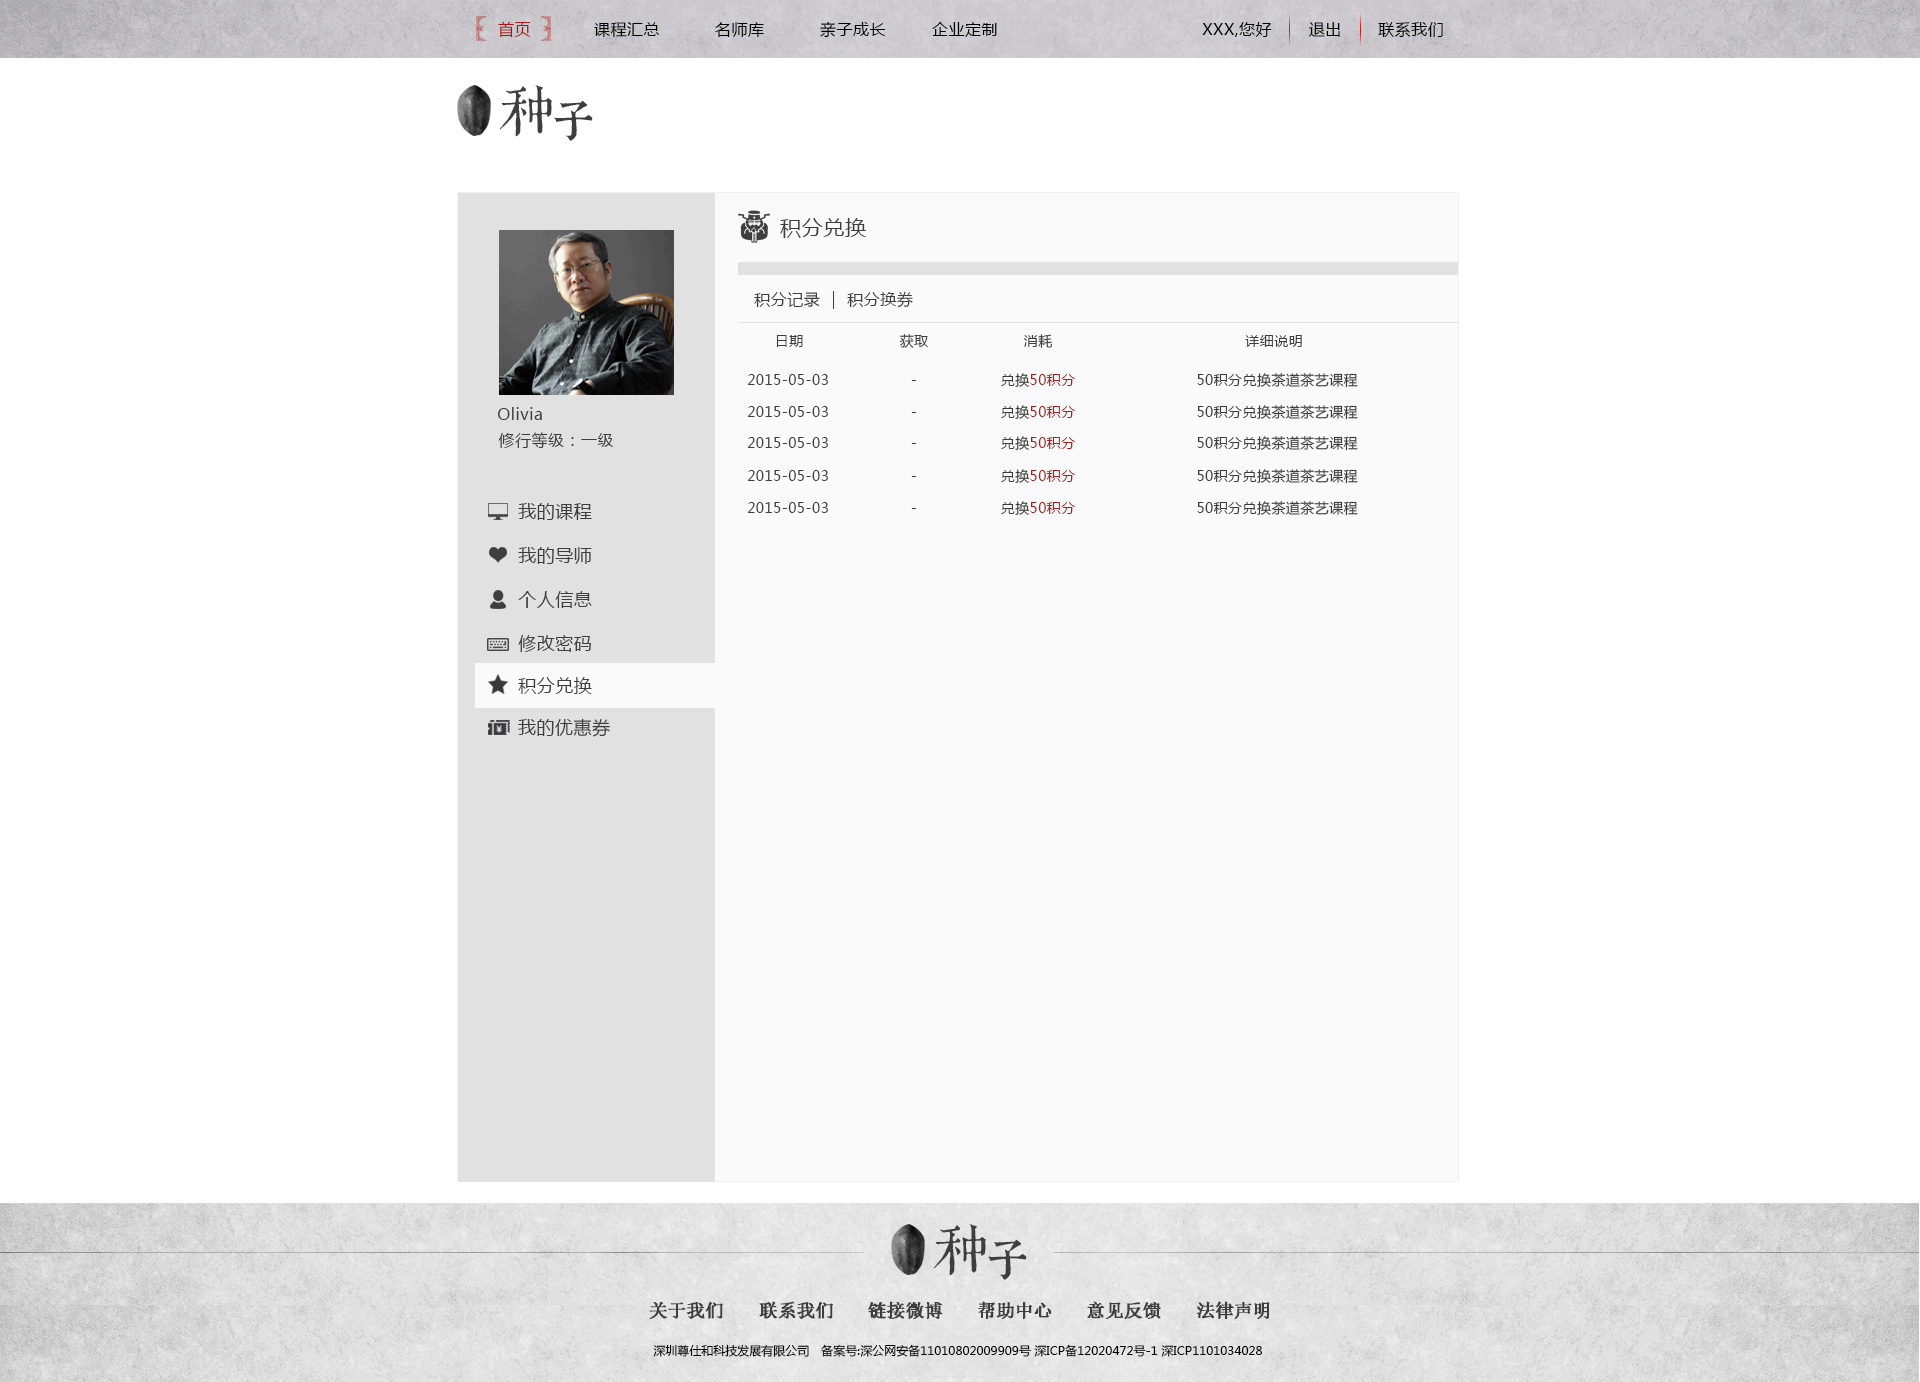 首页 课程汇总 名师库 亲子成长 企业定制 XXX,您好 退出 联系我们
种子
积分兑换
积分记录 | 积分换券
日期 获取 消耗 详细说明
2015-05-03 - 兑换50积分 50积分兑换茶道茶艺课程
2015-05-03 - 兑换50积分 50积分兑换茶道茶艺课程
2015-05-03 - 兑换50积分 50积分兑换茶道茶艺课程
2015-05-03 - 兑换50积分 50积分兑换茶道茶艺课程
2015-05-03 - 兑换50积分 50积分兑换茶道茶艺课程
Olivia
修行等级：一级
我的课程
我的导师
个人信息
修改密码
积分兑换
我的优惠券
种子
关于我们 联系我们 链接微博 帮助中心 意见反馈 法律声明
深圳尊仕和科技发展有限公司 备案号:深公网安备11010802009909号 深ICP备12020472号-1 深ICP1101034028